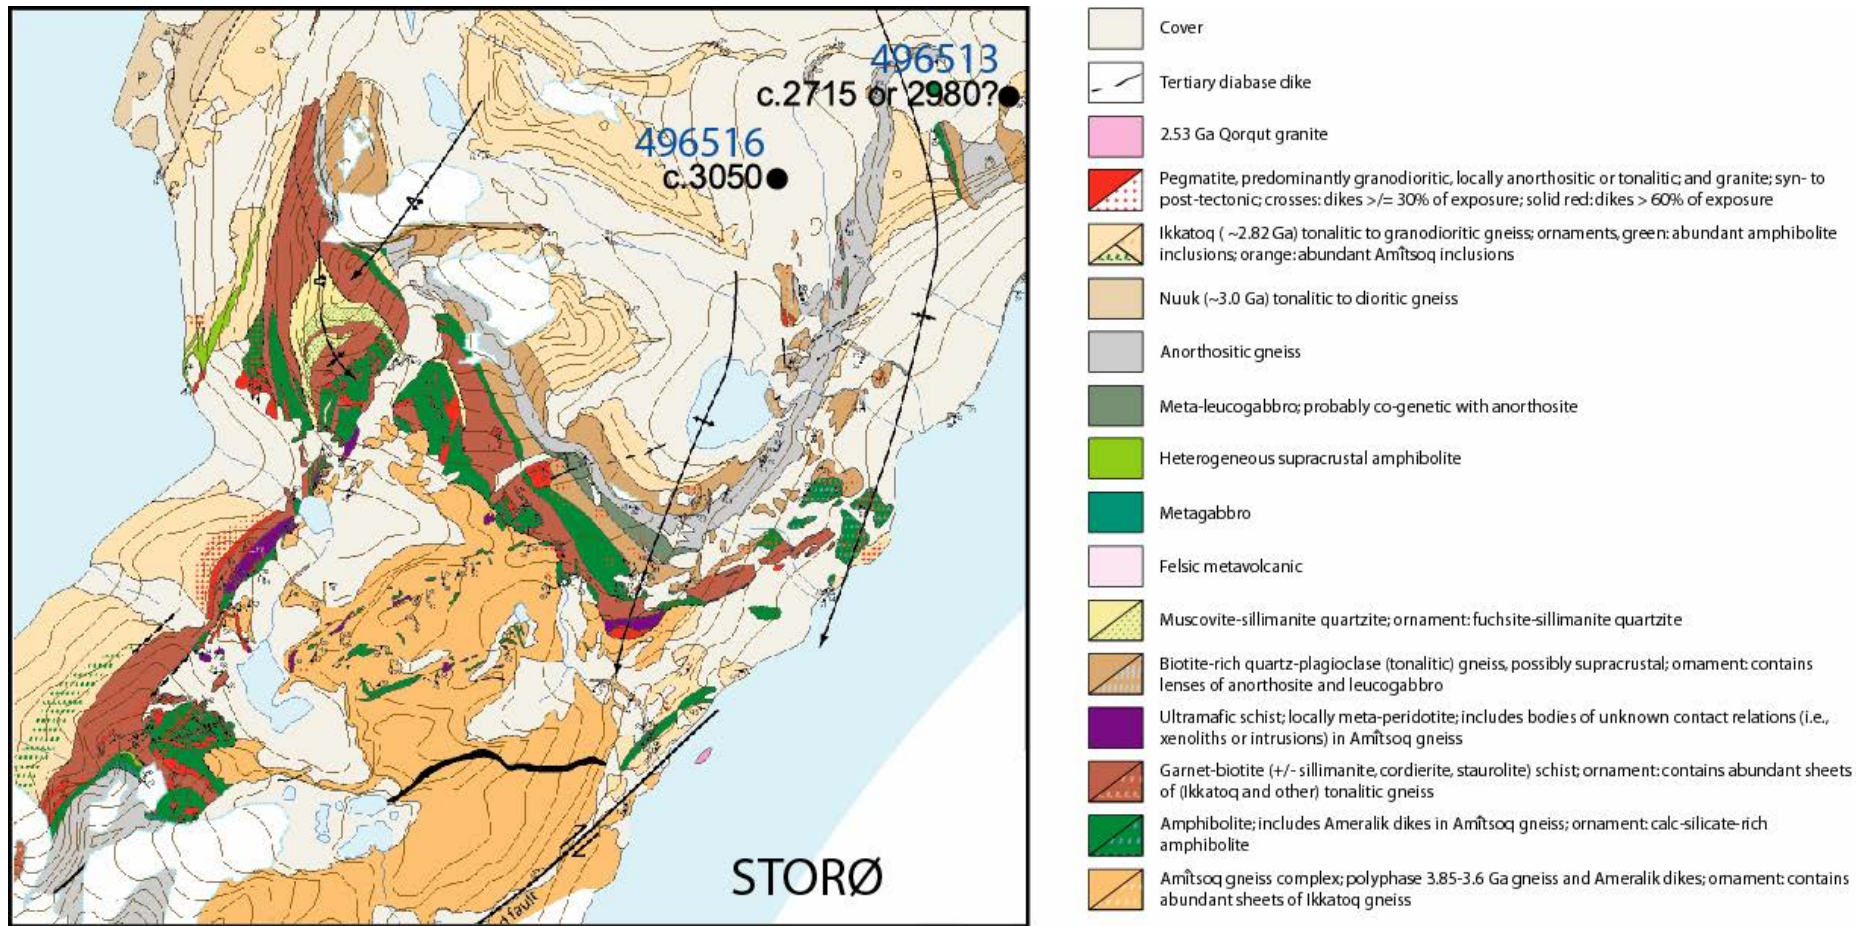 496513
c.2715 or 2980?
496516
c.3050
STORØ
fault
Cover
Tertiary diabase dike
2.53 Ga Qorqut granite
Pegmatite, predominantly granodioritic, locally anorthositic or tonalitic; and granite; syn- to
post-tectonic; crosses: dikes >/= 30% of exposure; solid red: dikes > 60% of exposure
Ikkatoq ( ~2.82 Ga) tonalitic to granodioritic gneiss; ornaments, green: abundant amphibolite
inclusions; orange: abundant Amîtsoq inclusions
Nuuk (~3.0 Ga) tonalitic to dioritic gneiss
Anorthositic gneiss
Meta-leucogabbro; probably co-genetic with anorthosite
Heterogeneous supracrustal amphibolite
Metagabbro
Felsic metavolcanic
Muscovite-sillimanite quartzite; ornament: fuchsite-sillimanite quartzite
Biotite-rich quartz-plagioclase (tonalitic) gneiss, possibly supracrustal; ornament: contains
lenses of anorthosite and leucogabbro
Ultramafic schist; locally meta-peridotite; includes bodies of unknown contact relations (i.e.,
xenoliths or intrusions) in Amîtsoq gneiss
Garnet-biotite (+/- sillimanite, cordierite, staurolite) schist; ornament: contains abundant sheets
of (Ikkatoq and other) tonalitic gneiss
Amphibolite; includes Ameralik dikes in Amîtsoq gneiss; ornament: calc-silicate-rich
amphibolite
Amîtsoq gneiss complex; polyphase 3.85-3.6 Ga gneiss and Ameralik dikes; ornament: contains
abundant sheets of Ikkatoq gneiss